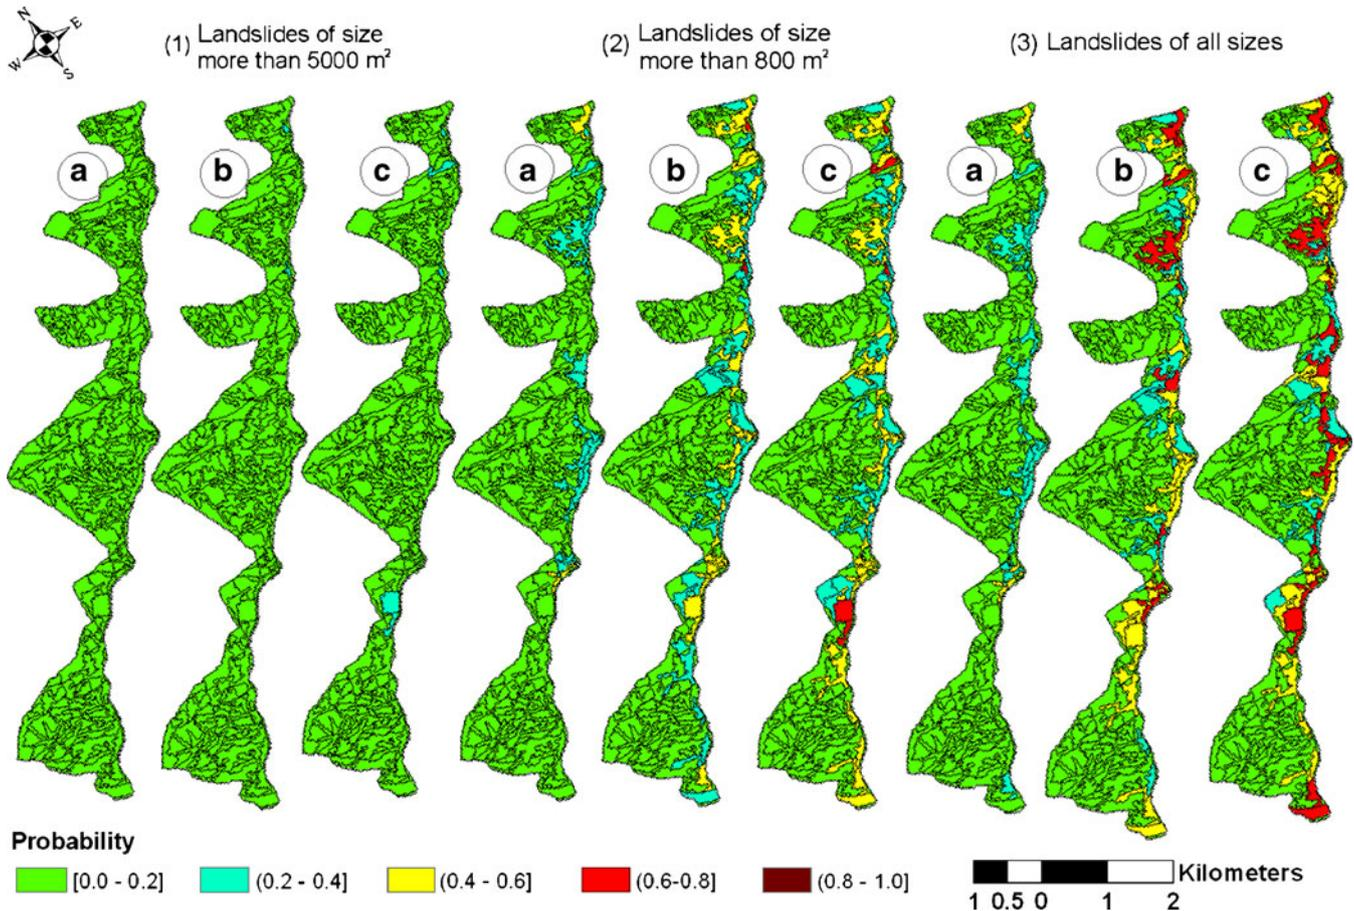 N
E
W
S
(1) Landslides of size
more than 5000 m²
(2) Landslides of size
more than 800 m²
(3) Landslides of all sizes
a b c a b c a b c
Probability
[0.0 - 0.2] (0.2 - 0.4] (0.4 - 0.6] (0.6-0.8] (0.8 - 1.0] Kilometers
1 0.5 0 1 2